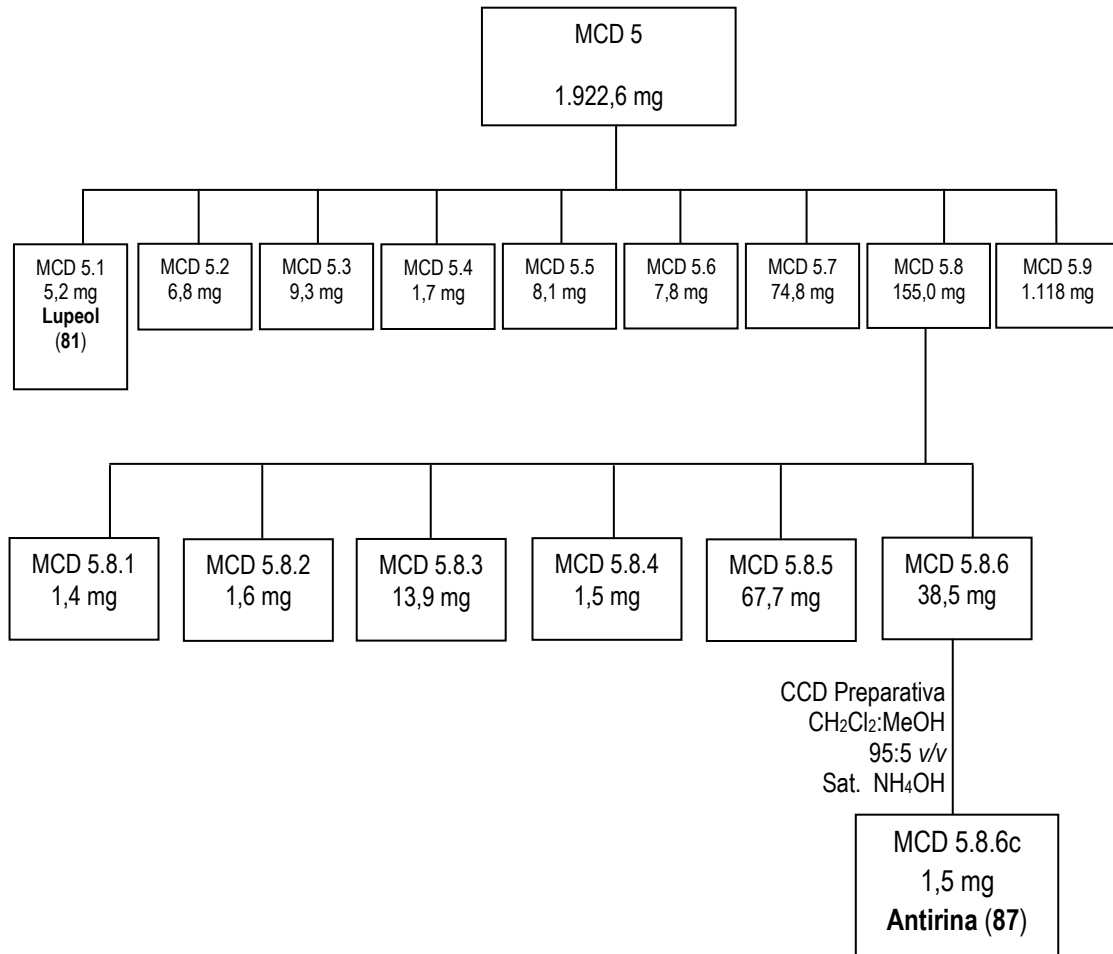 MCD 5
1.922,6 mg
MCD 5.1
5,2 mg
Lupeol
(81)
MCD 5.2
6,8 mg
MCD 5.3
9,3 mg
MCD 5.4
1,7 mg
MCD 5.5
8,1 mg
MCD 5.6
7,8 mg
MCD 5.7
74,8 mg
MCD 5.8
155,0 mg
MCD 5.9
1.118 mg
MCD 5.8.1
1,4 mg
MCD 5.8.2
1,6 mg
MCD 5.8.3
13,9 mg
MCD 5.8.4
1,5 mg
MCD 5.8.5
67,7 mg
MCD 5.8.6
38,5 mg
CCD Preparativa
CH₂Cl₂:MeOH
95:5 v/v
Sat. NH₄OH
MCD 5.8.6c
1,5 mg
Antirina (87)